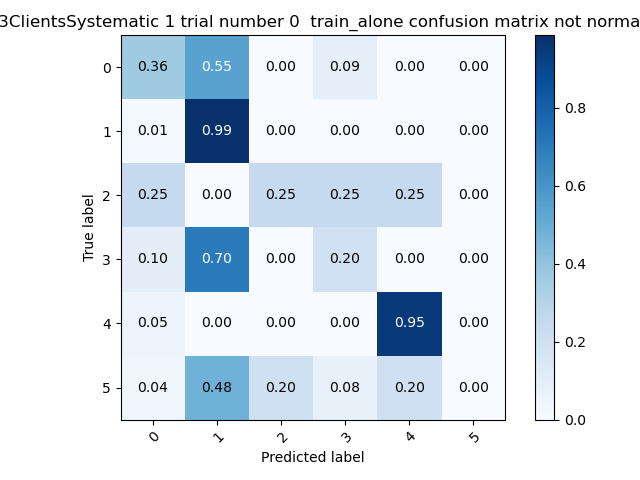 3ClientsSystematic 1 trial number 0  train_alone confusion matrix not norma
0 0.36 0.55 0.00 0.09 0.00 0.00
1 0.01 0.99 0.00 0.00 0.00 0.00
2 0.25 0.00 0.25 0.25 0.25 0.00
3 0.10 0.70 0.00 0.20 0.00 0.00
4 0.05 0.00 0.00 0.00 0.95 0.00
5 0.04 0.48 0.20 0.08 0.20 0.00
0 1 2 3 4 5
True label
Predicted label
0.8
0.6
0.4
0.2
0.0